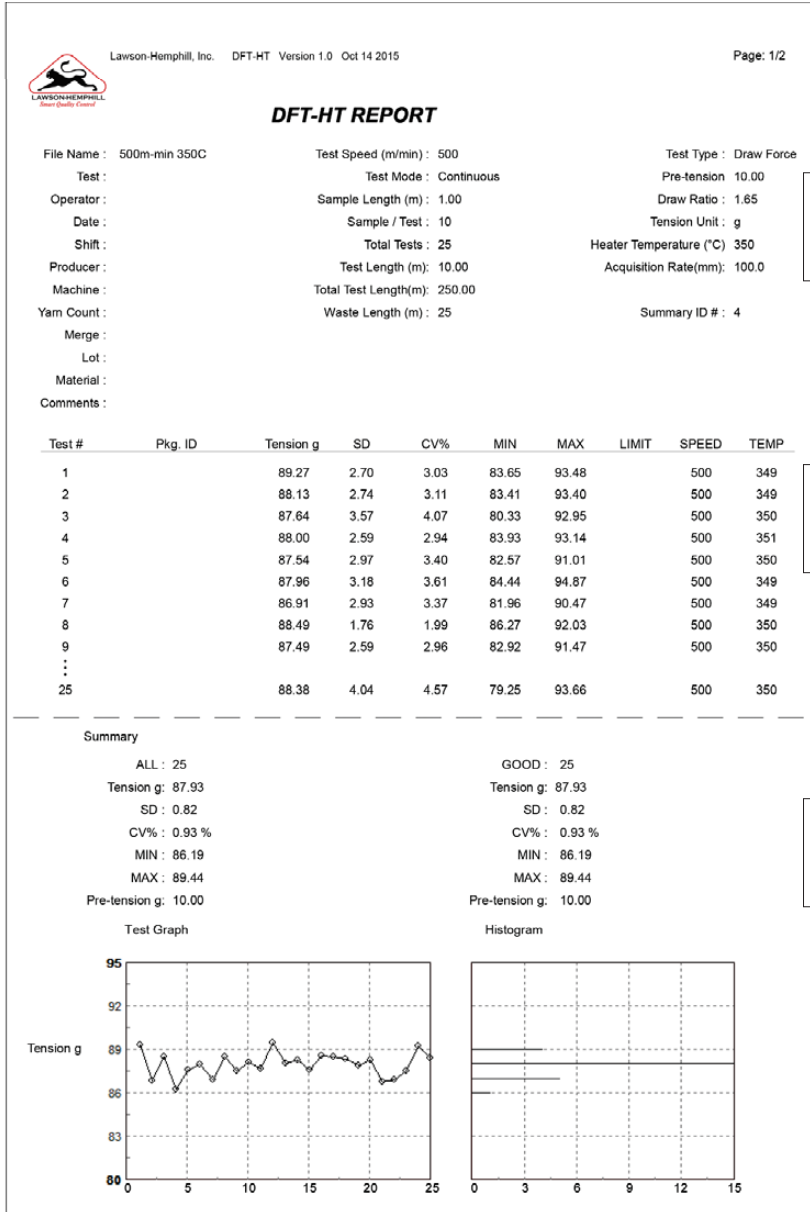 Lawson-Hemphill, Inc. DFT-HT Version 1.0 Oct 14 2015 Page: 1/2
LAWSON-HEMPHILL
Smart Quality Control
DFT-HT REPORT
File Name : 500m-min 350C Test Speed (m/min) : 500 Test Type : Draw Force
Test : Test Mode : Continuous Pre-tension 10.00
Operator : Sample Length (m) : 1.00 Draw Ratio : 1.65
Date : Sample / Test : 10 Tension Unit : g
Shift : Total Tests : 25 Heater Temperature (°C) 350
Producer : Test Length (m): 10.00 Acquisition Rate(mm): 100.0
Machine : Total Test Length(m): 250.00
Yarn Count : Waste Length (m) : 25 Summary ID # : 4
Merge :
Lot :
Material :
Comments :
Test # Pkg. ID Tension g SD CV% MIN MAX LIMIT SPEED TEMP
1 89.27 2.70 3.03 83.65 93.48 500 349
2 88.13 2.74 3.11 83.41 93.40 500 349
3 87.64 3.57 4.07 80.33 92.95 500 350
4 88.00 2.59 2.94 83.93 93.14 500 351
5 87.54 2.97 3.40 82.57 91.01 500 350
6 87.96 3.18 3.61 84.44 94.87 500 349
7 86.91 2.93 3.37 81.96 90.47 500 349
8 88.49 1.76 1.99 86.27 92.03 500 350
9 87.49 2.59 2.96 82.92 91.47 500 350
⋮
25 88.38 4.04 4.57 79.25 93.66 500 350
Summary
ALL : 25 GOOD : 25
Tension g: 87.93 Tension g: 87.93
SD : 0.82 SD : 0.82
CV% : 0.93 % CV% : 0.93 %
MIN : 86.19 MIN : 86.19
MAX : 89.44 MAX : 89.44
Pre-tension g: 10.00 Pre-tension g: 10.00
Test Graph Histogram
95
92
Tension g 89
86
83
80
0 5 10 15 20 25 0 3 6 9 12 15